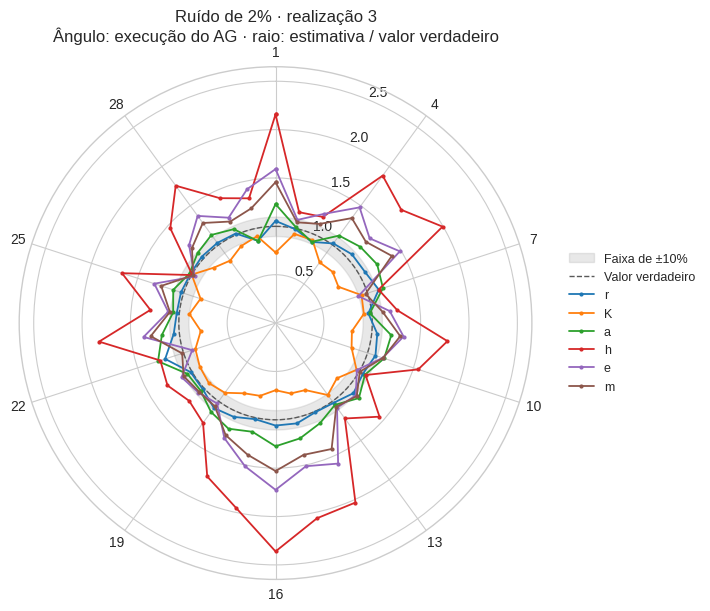 Ruído de 2% · realização 3
Ângulo: execução do AG · raio: estimativa / valor verdadeiro
1
4
7
10
13
16
19
22
25
28
0.5
1.0
1.5
2.0
2.5
Faixa de ±10%
Valor verdadeiro
r
K
a
h
e
m